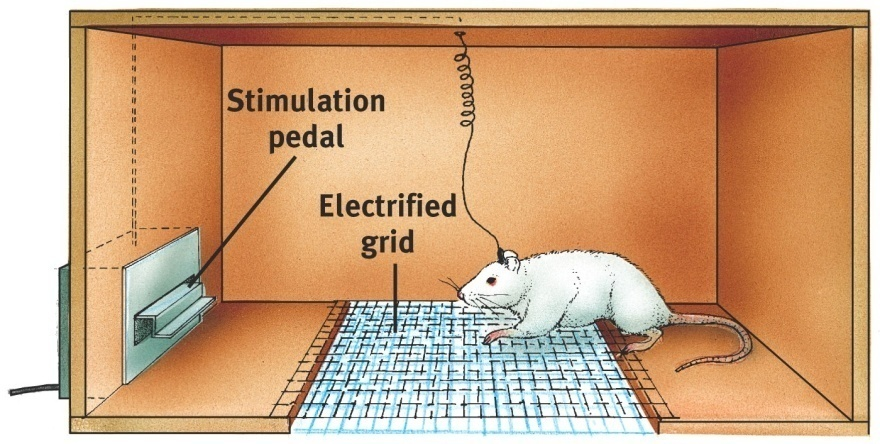 Stimulation
pedal
Electrified
grid